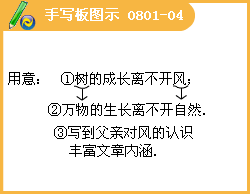 手写板图示 0801-04
用意： ①树的成长离不开风；
②万物的生长离不开自然.
③写到父亲对风的认识
丰富文章内涵.